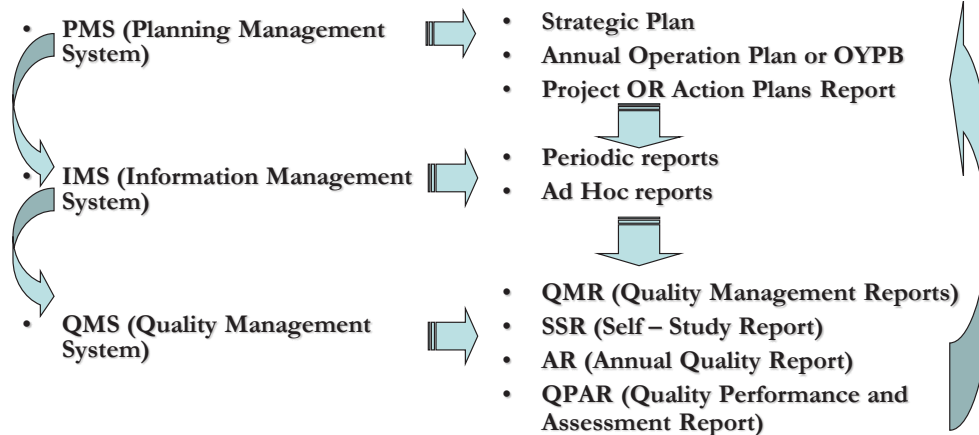 • PMS (Planning Management
System)
• Strategic Plan
• Annual Operation Plan or OYPB
• Project OR Action Plans Report
• IMS (Information Management
System)
• Periodic reports
• Ad Hoc reports
• QMS (Quality Management
System)
• QMR (Quality Management Reports)
• SSR (Self – Study Report)
• AR (Annual Quality Report)
• QPAR (Quality Performance and
Assessment Report)